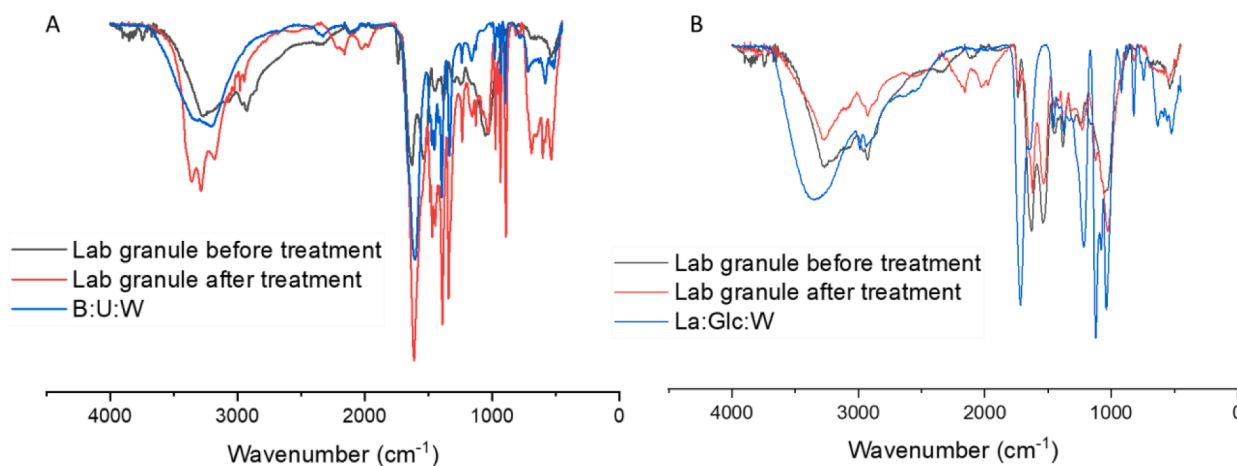 A
Lab granule before treatment
Lab granule after treatment
B:U:W
4000 3000 2000 1000 0
Wavenumber (cm⁻¹)
B
Lab granule before treatment
Lab granule after treatment
La:Glc:W
4000 3000 2000 1000 0
Wavenumber (cm⁻¹)